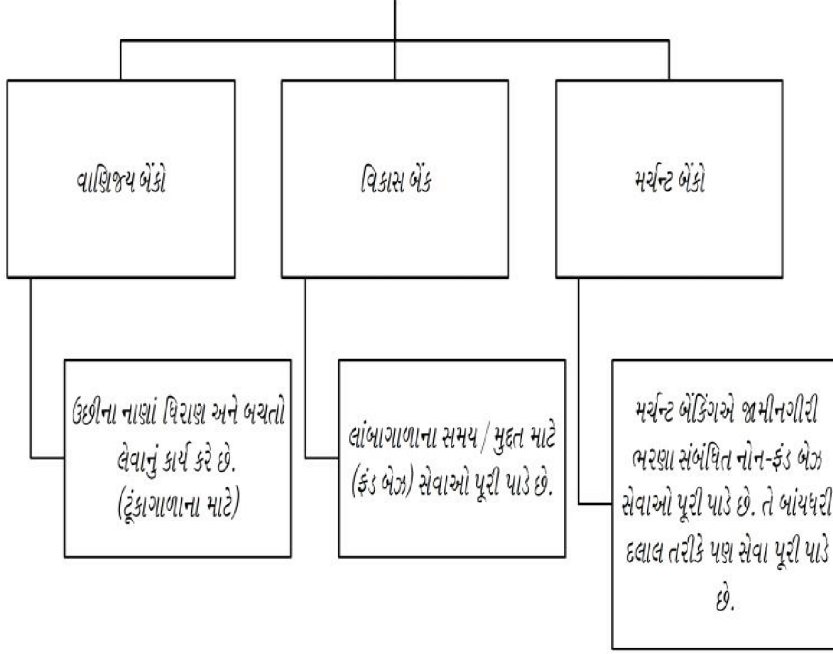 વાણિજ્ય બેંકો
વિકાસ બેંક
મર્ચન્ટ બેંકો
ઉછીના નાણાં ધિરાણ અને બચતો
લેવાનું કાર્ય કરે છે.
(ટૂંકાગાળાના માટે)
લાંબાગાળાના સમય / મુદ્દત માટે
(ફંડ બેઝ) સેવાઓ પૂરી પાડે છે.
મર્ચન્ટ બેંકિંગએ જામીનગીરી
ભરણા સંબંધિત નોન-ફંડ બેઝ
સેવાઓ પૂરી પાડે છે. તે બાંયધરી
દલાલ તરીકે પણ સેવા પૂરી પાડે
છે.